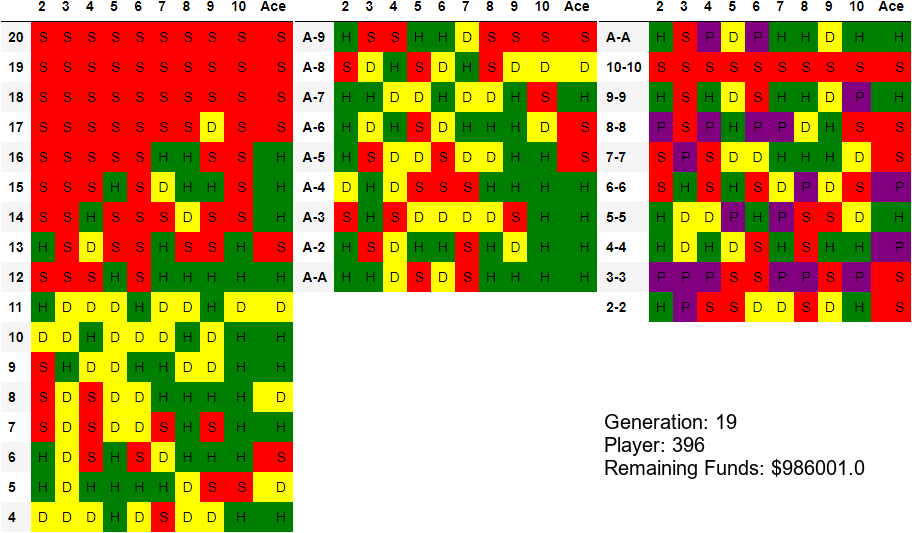 2 3 4 5 6 7 8 9 10 Ace
20 S S S S S S S S S S
19 S S S S S S S S S S
18 S S S S S S S S S S
17 S S S S S S S D S S
16 S S S S S H H S S H
15 S S S H S D H H S H
14 S S H S S S D S S H
13 H S D S S H S S H S
12 S S S H S H H H H H
11 H D D D H D D H D D
10 D D H D D D H D H H
9 S H D D H H D D H H
8 S D S D D H H H H D
7 S D S D D S H S H H
6 H D S H S D H H H S
5 H D H H H H D S S D
4 D D D H D S D D H H
2 3 4 5 6 7 8 9 10 Ace
A-9 H S S H H D S S S S
A-8 S D H S D H S D D D
A-7 H H D D H D D H S H
A-6 H D H S D H H H D S
A-5 H S D D S D D H H S
A-4 D H D S S S H H H H
A-3 S H S D D D D S H H
A-2 H S D H H S H D H H
A-A H H D S D S H H H H
2 3 4 5 6 7 8 9 10 Ace
A-A H S P D P H H D H H
10-10 S S S S S S S S S S
9-9 H S H D S H H D P H
8-8 P S P H P P D H S S
7-7 S P S D D H H H D S
6-6 S H S H S D P D S P
5-5 H D D P H P S S D H
4-4 H D H D S H S H H P
3-3 P P P S S P P S P S
2-2 H P S S D D S D H S
Generation: 19
Player: 396
Remaining Funds: $986001.0